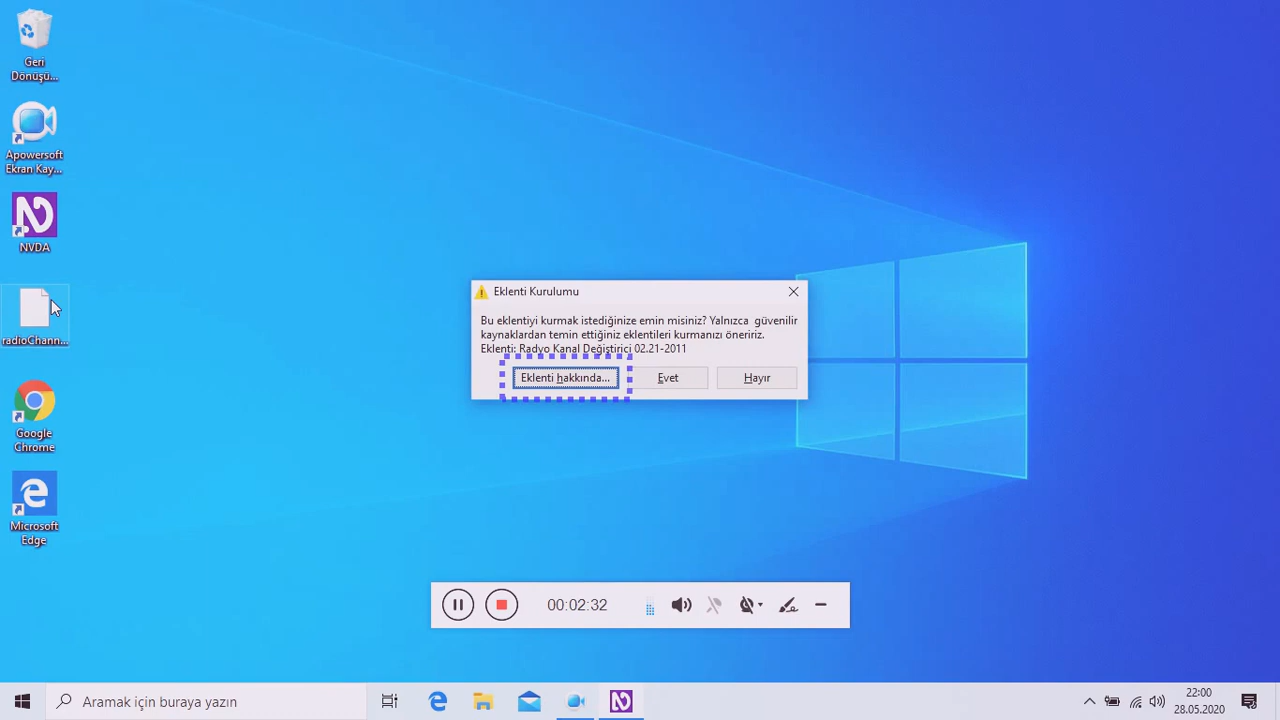 Geri
Dönüşü...
Apowersoft
Ekran Kay...
NVDA
radioChann...
Google
Chrome
Microsoft
Edge
Eklenti Kurulumu
Bu eklentiyi kurmak istediğinize emin misiniz? Yalnızca güvenilir
kaynaklardan temin ettiğiniz eklentileri kurmanızı öneririz.
Eklenti: Radyo Kanal Değiştirici 02.21-2011
Eklenti hakkında...
Evet
Hayır
00:02:32
Aramak için buraya yazın
22:00
28.05.2020